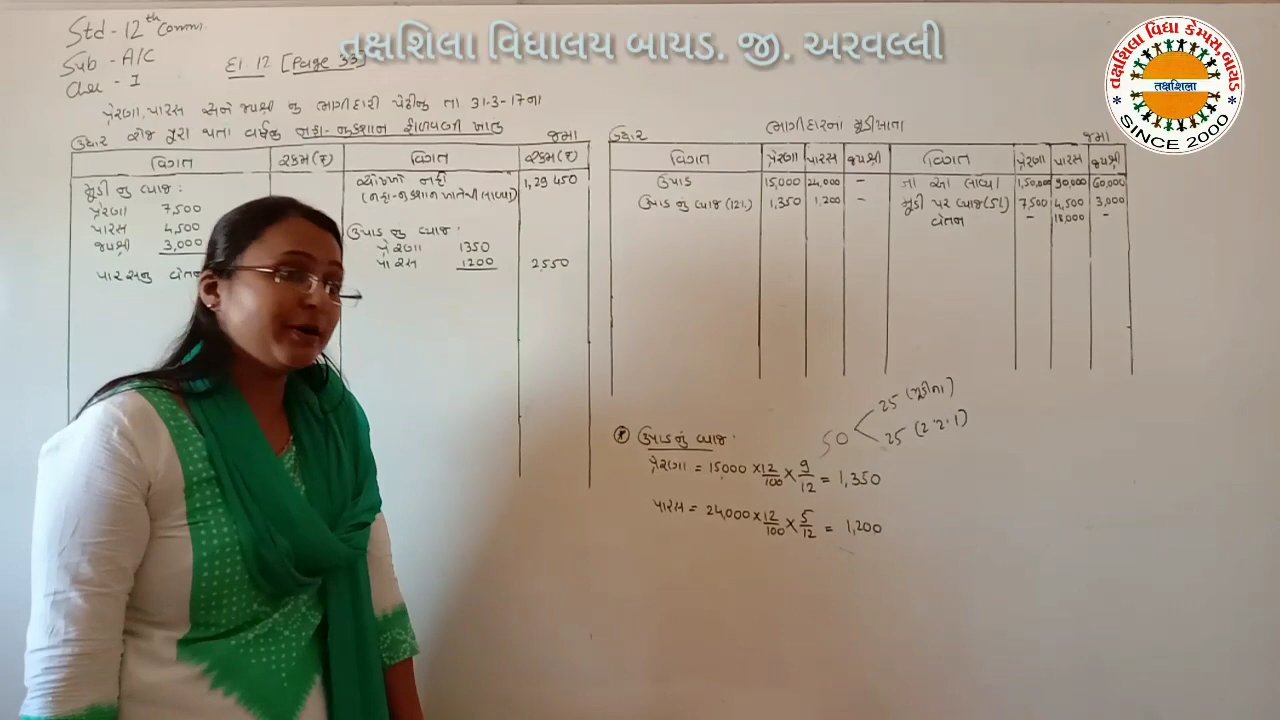 તક્ષશિલા વિધાલય બાયડ. જી. અરવલ્લી
તક્ષશિલા વિદ્યા કેમ્પસ, બાયડ
તક્ષશિલા
SINCE 2000
Std - 12th Comm.
Sub - A/C
દા 12 [Page 33]
પ્રેરણા, પારસ અને જયશ્રી નુ ભાગીદારી પેઢીનુ તા 31-3-17ના
રોજ પૂરા થતા વર્ષનુ નફા-નુકશાન ફાળવણી ખાતુ
ઉધાર જમા
વિગત રકમ(₹) વિગત રકમ(₹)
મૂડી નુ વ્યાજ : ચોખ્ખો નફો 1,29,450
પ્રેરણા 7,500 (નફા-નુકશાન ખાતેથી લાવ્યા)
પારસ 4,500 ઉપાડ નુ વ્યાજ :
જયશ્રી 3,000 પ્રેરણા 1350
પારસનુ વેતન પારસ 1200 2,550
ભાગીદારના મૂડીખાતા
ઉધાર જમા
વિગત પ્રેરણા પારસ જયશ્રી વિગત પ્રેરણા પારસ જયશ્રી
ઉપાડ 15,000 24,000 - બા આ લાવ્યા 1,50,000 90,000 60,000
ઉપાડ નુ વ્યાજ (12%) 1,350 1,200 - મૂડી પર વ્યાજ (5%) 7,500 4,500 3,000
વેતન - 18,000 -
50 < 25 (મૂડીના)
25 (2:2:1)
* ઉપાડનું વ્યાજ :
પ્રેરણા = 15,000 × 12/100 × 9/12 = 1,350
પારસ = 24,000 × 12/100 × 5/12 = 1,200